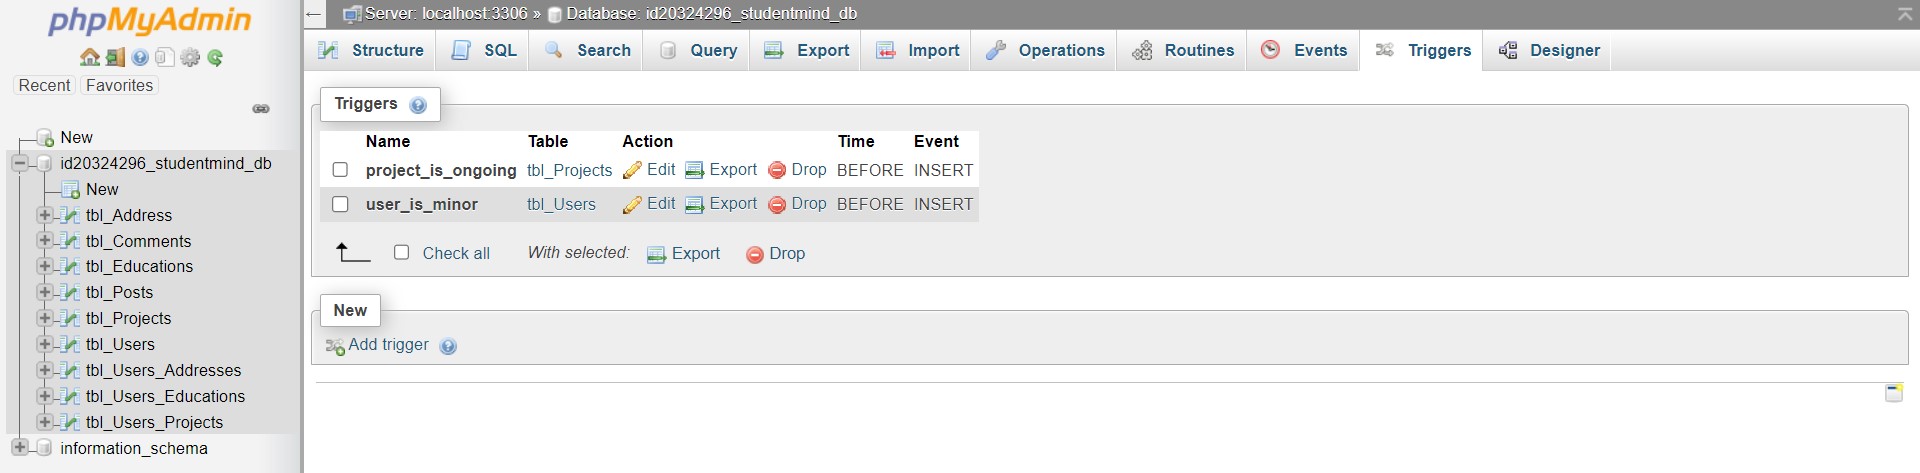 phpMyAdmin
Recent Favorites
New
id20324296_studentmind_db
New
tbl_Address
tbl_Comments
tbl_Educations
tbl_Posts
tbl_Projects
tbl_Users
tbl_Users_Addresses
tbl_Users_Educations
tbl_Users_Projects
information_schema
Server: localhost:3306 » Database: id20324296_studentmind_db
Structure SQL Search Query Export Import Operations Routines Events Triggers Designer
Triggers
Name Table Action Time Event
project_is_ongoing tbl_Projects Edit Export Drop BEFORE INSERT
user_is_minor tbl_Users Edit Export Drop BEFORE INSERT
Check all With selected: Export Drop
New
Add trigger